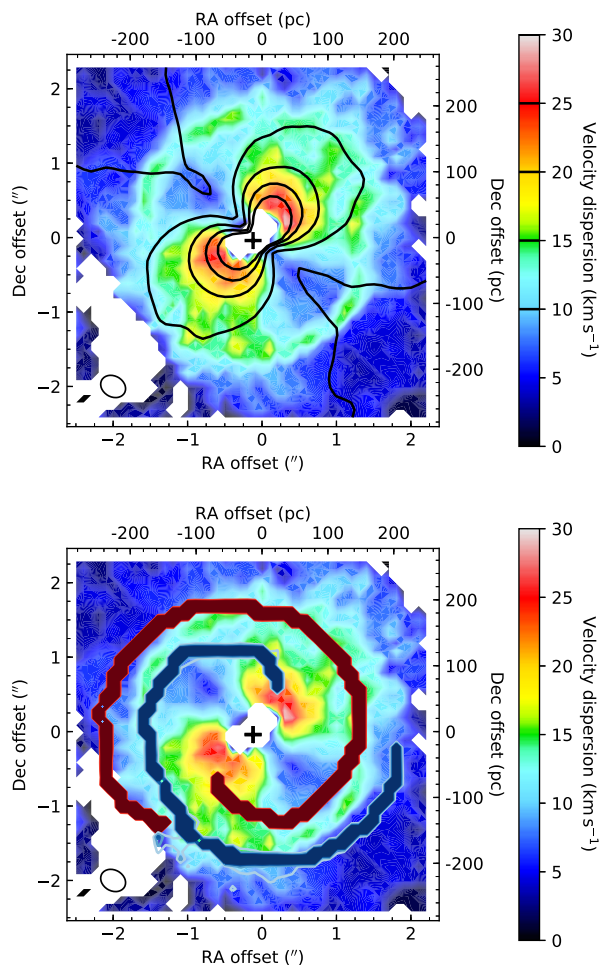 RA offset (pc)
-200 -100 0 100 200
2
1
0
−1
−2
Dec offset (″)
200
100
0
-100
-200
Dec offset (pc)
−2 −1 0 1 2
RA offset (″)
30
25
20
15
10
5
0
Velocity dispersion (km s⁻¹)
RA offset (pc)
-200 -100 0 100 200
2
1
0
−1
−2
Dec offset (″)
200
100
0
-100
-200
Dec offset (pc)
−2 −1 0 1 2
RA offset (″)
30
25
20
15
10
5
0
Velocity dispersion (km s⁻¹)